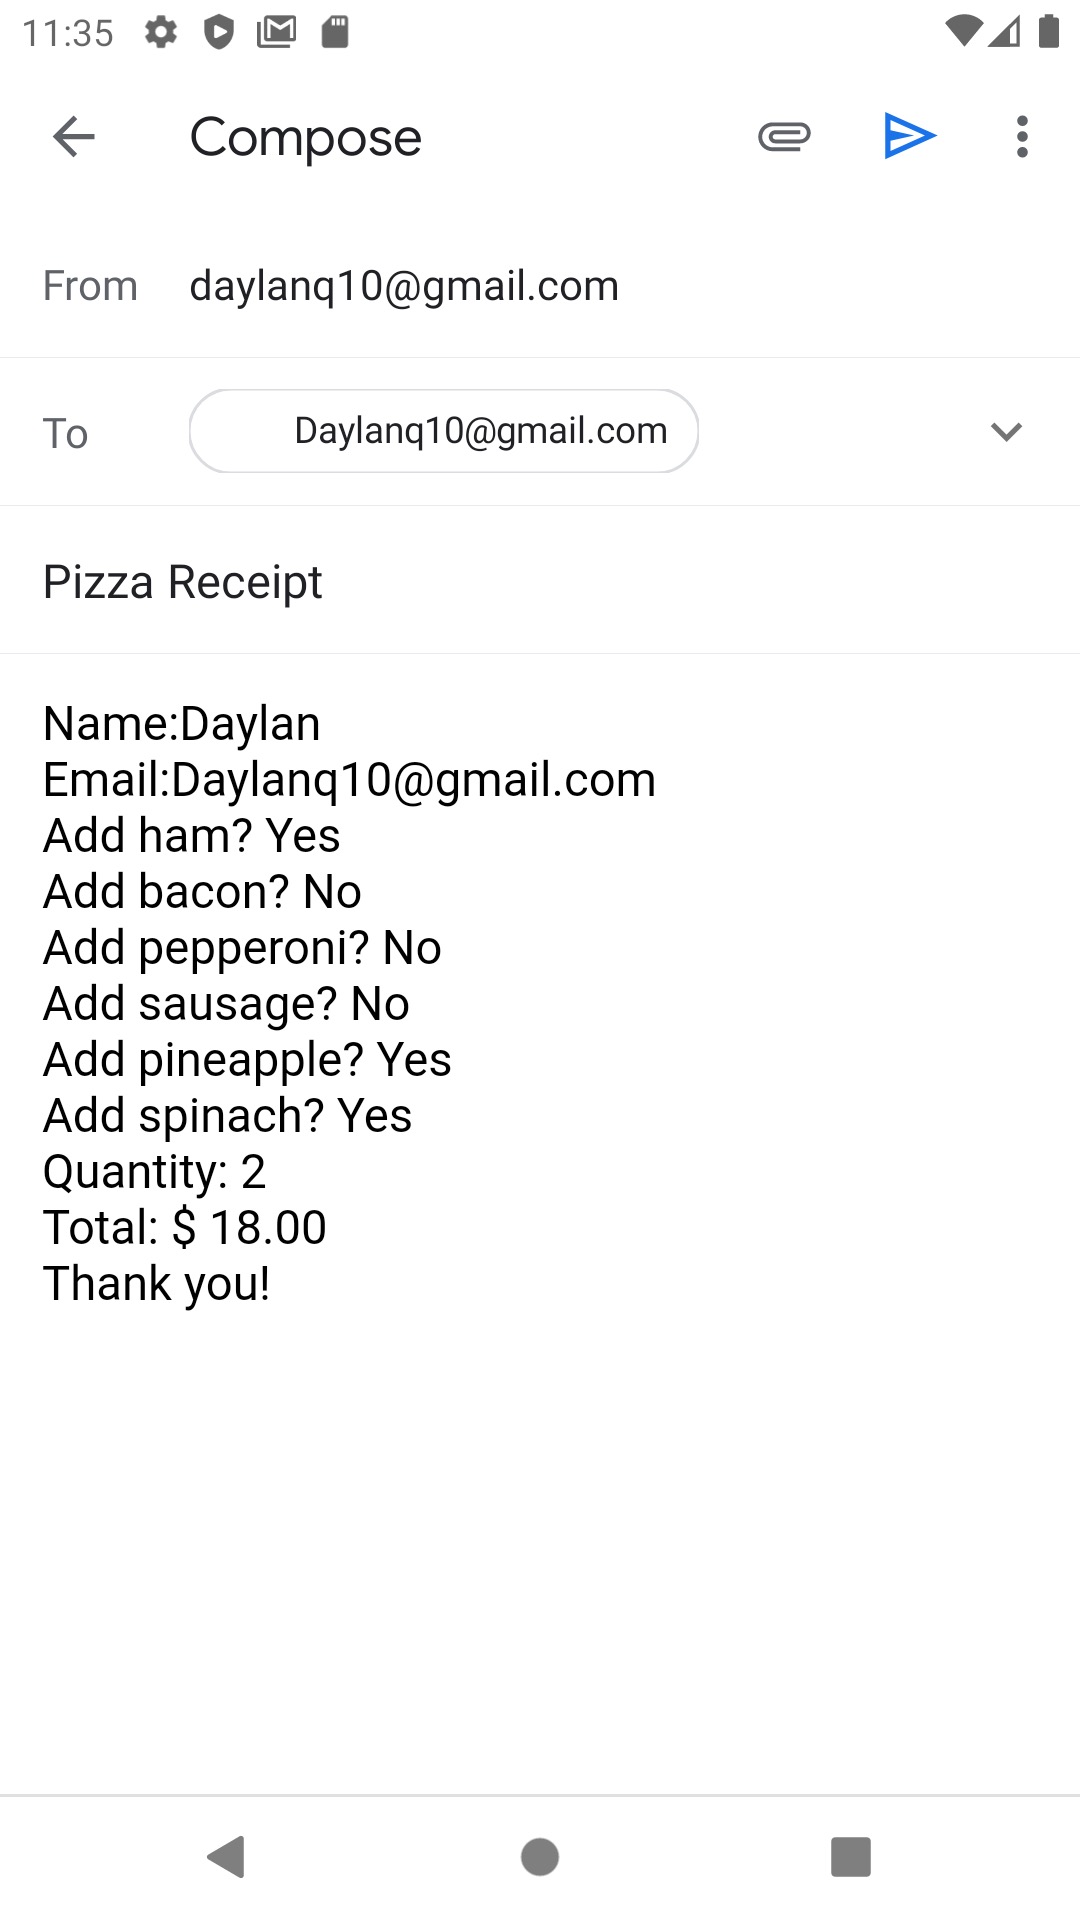 11:35
Compose
From daylanq10@gmail.com
To Daylanq10@gmail.com
Pizza Receipt
Name:Daylan
Email:Daylanq10@gmail.com
Add ham? Yes
Add bacon? No
Add pepperoni? No
Add sausage? No
Add pineapple? Yes
Add spinach? Yes
Quantity: 2
Total: $ 18.00
Thank you!